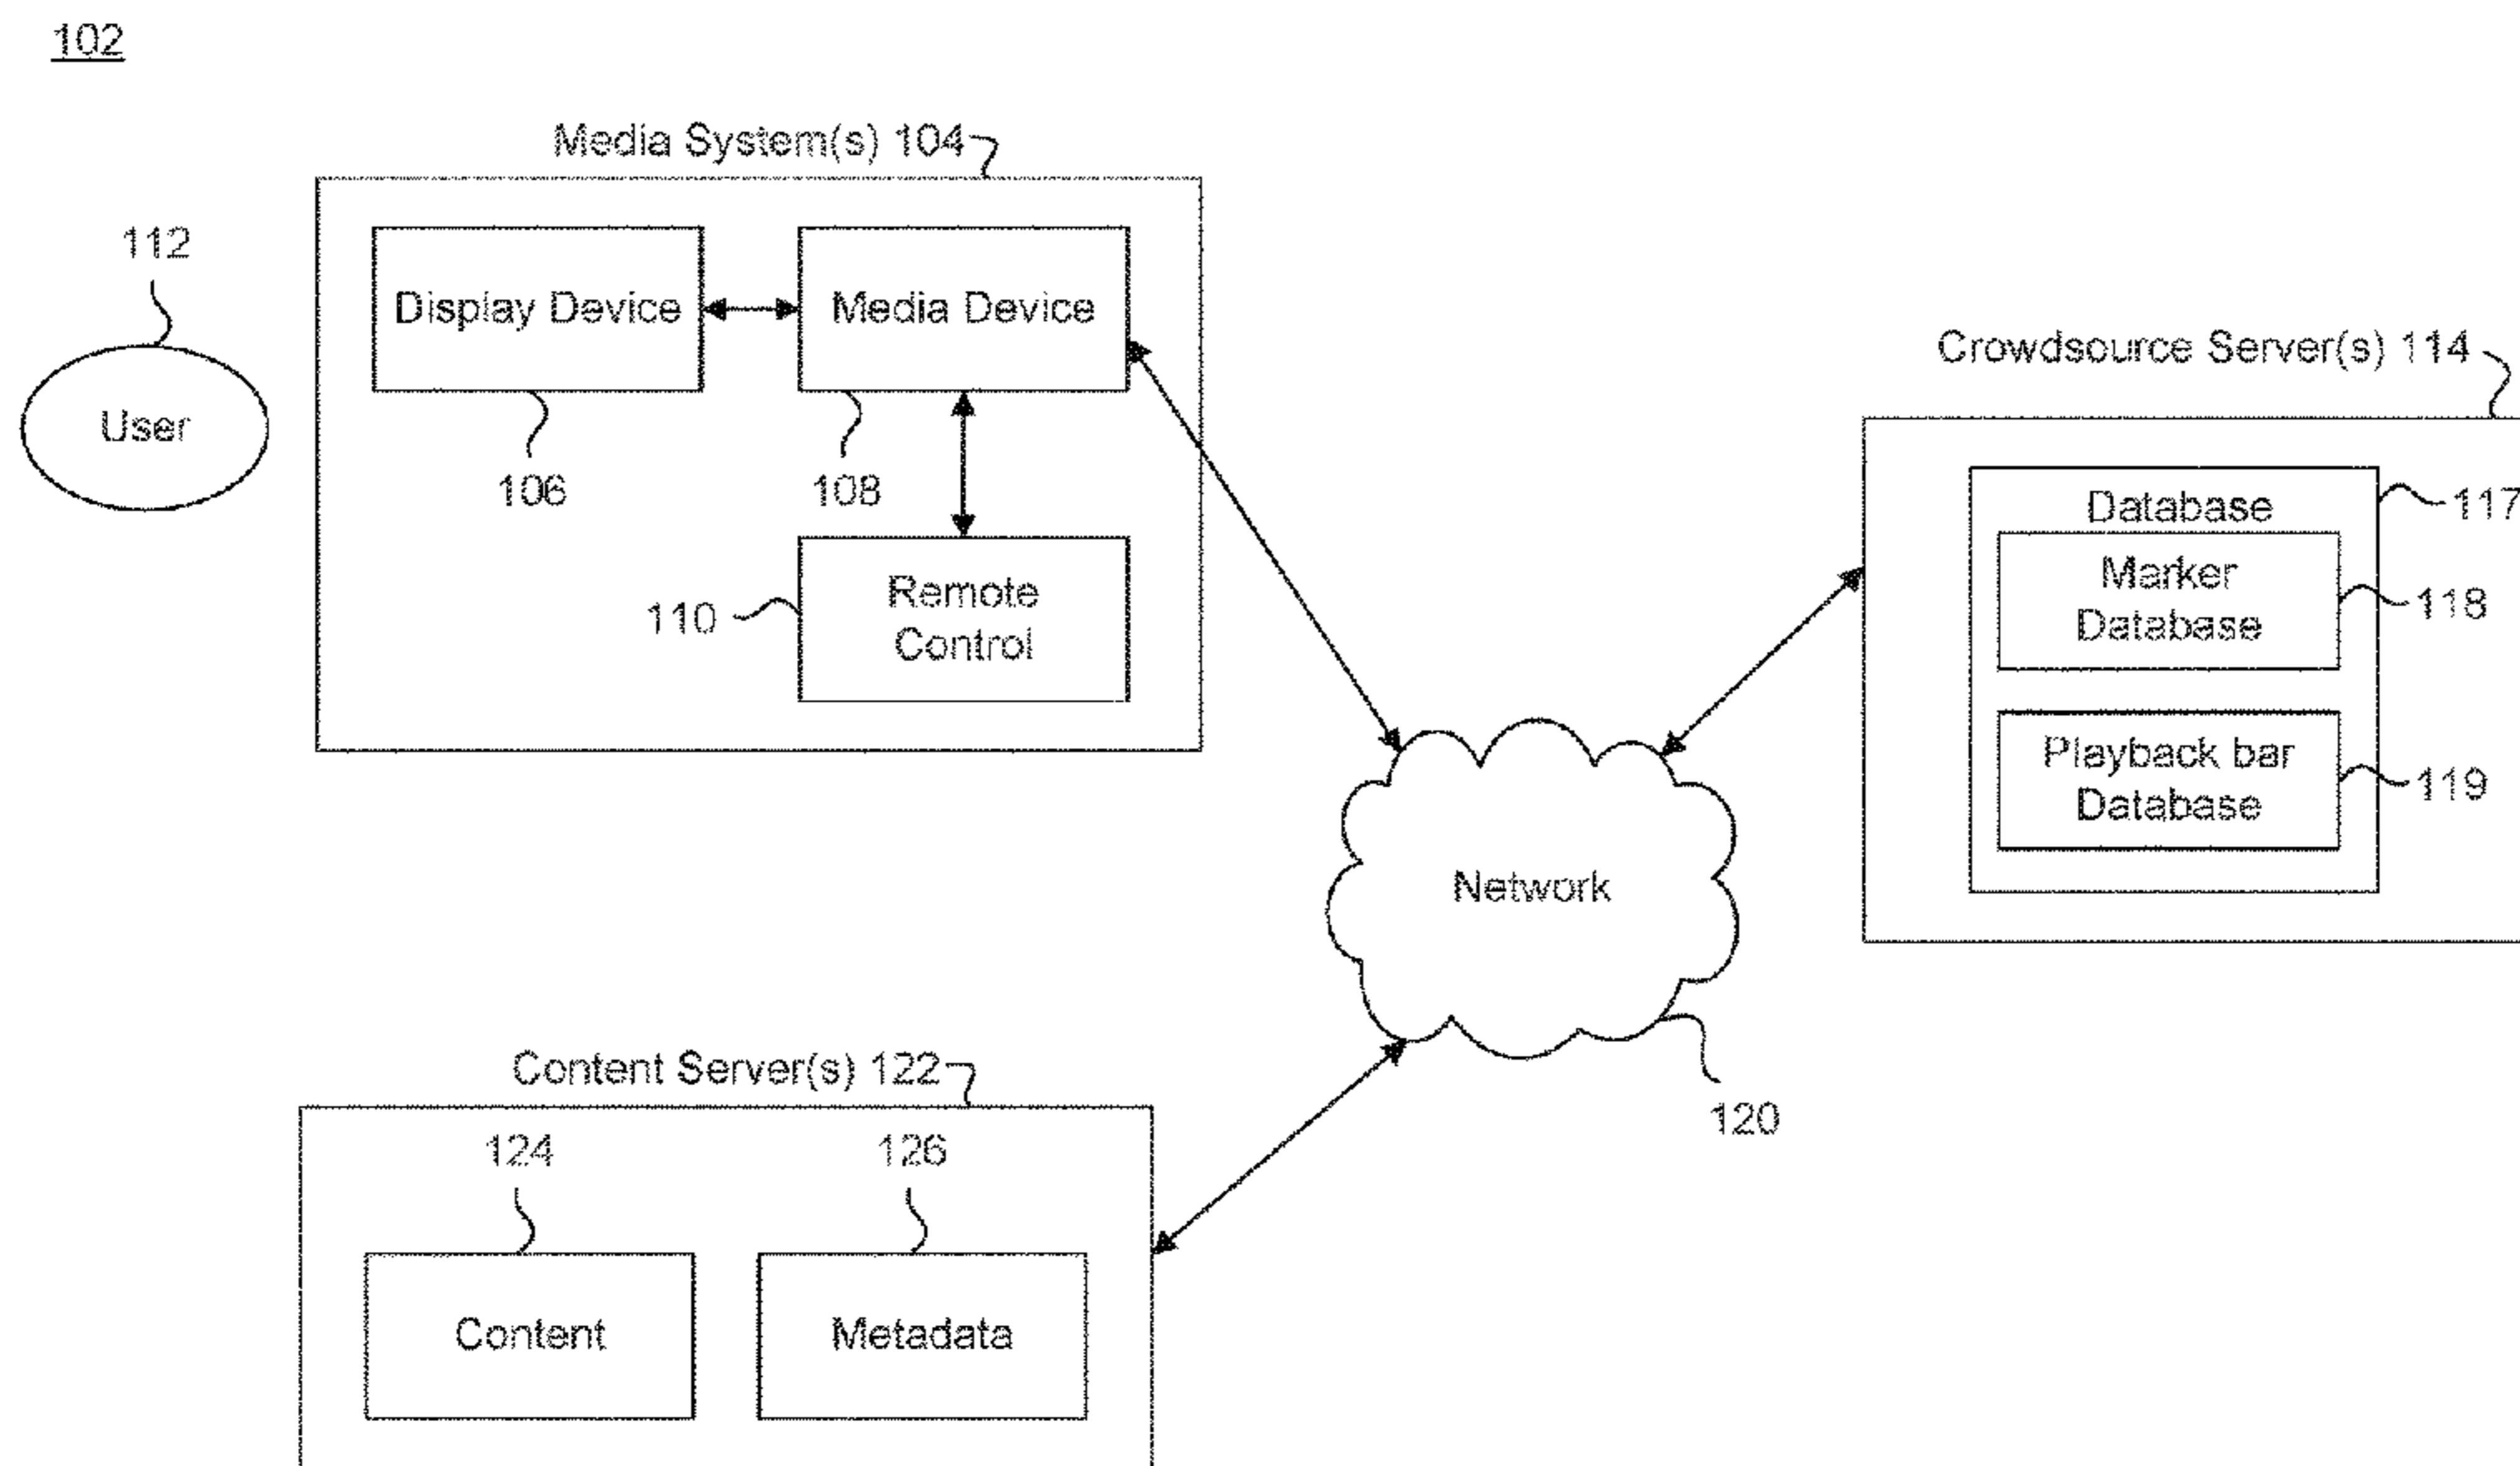 102
Media System(s) 104
112
User
Display Device
Media Device
106
108
110
Remote
Control
Crowdsource Server(s) 114
Database
117
Marker
Database
118
Playback bar
Database
119
Network
120
Content Server(s) 122
124
126
Content
Metadata